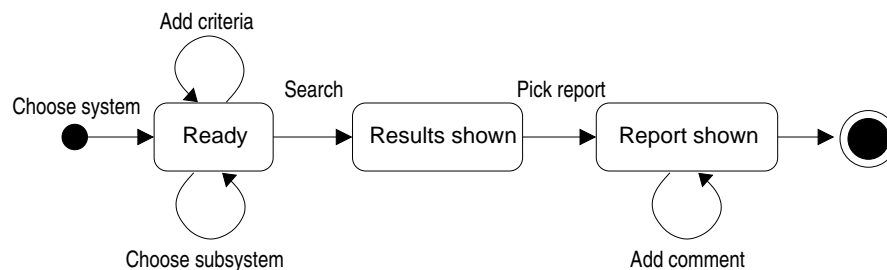 Add criteria
Choose system
Search
Pick report
Ready
Results shown
Report shown
Choose subsystem
Add comment